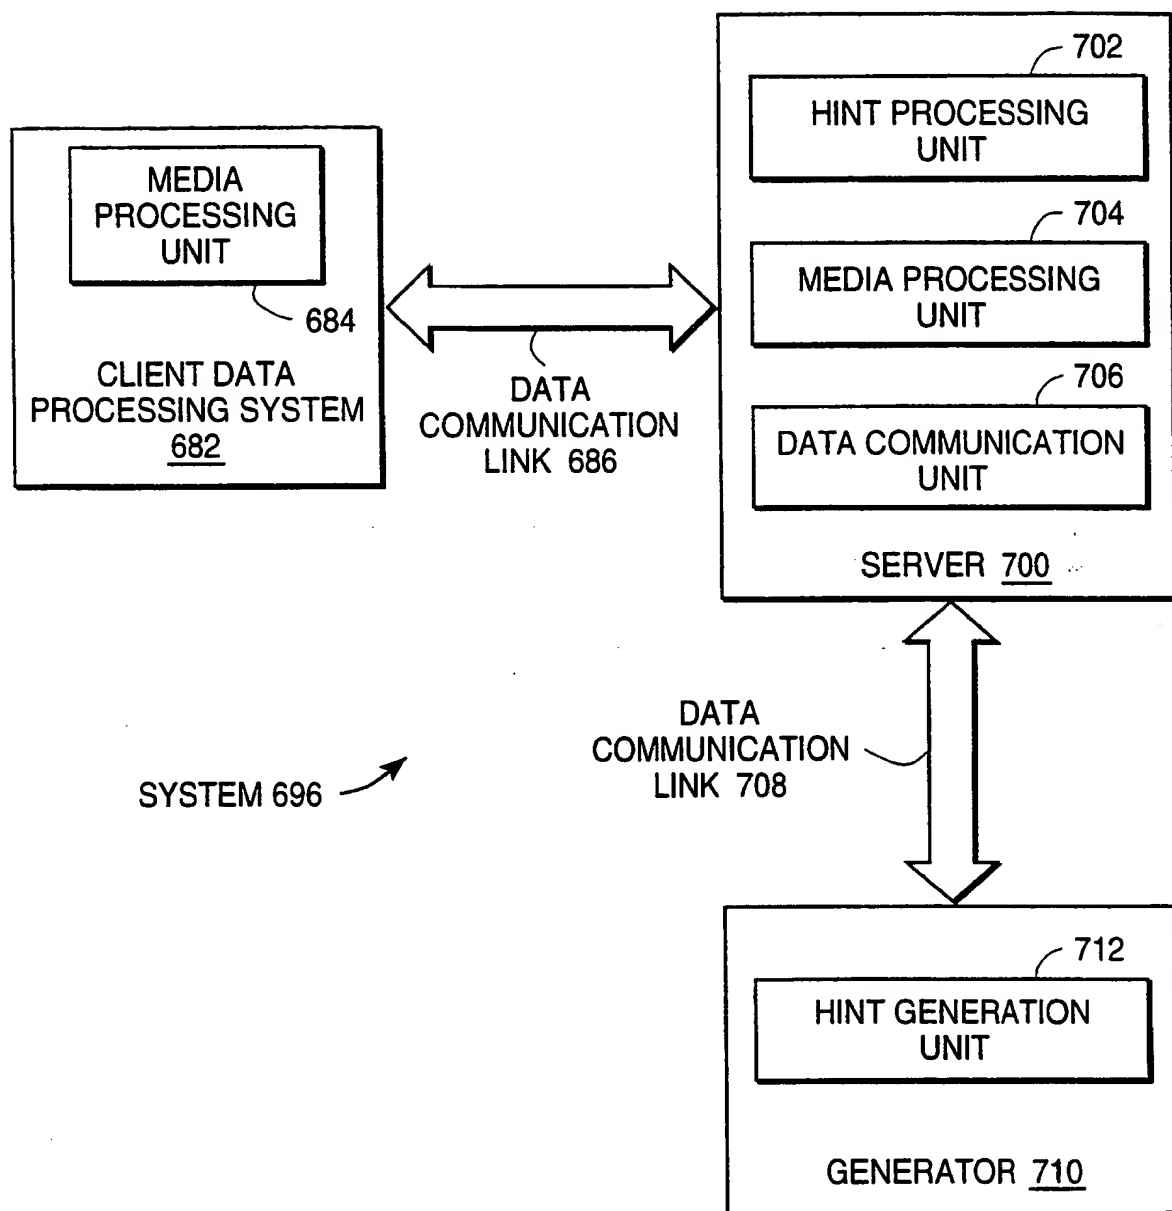 702
HINT PROCESSING
UNIT
704
MEDIA PROCESSING
UNIT
706
DATA COMMUNICATION
UNIT
SERVER 700
MEDIA
PROCESSING
UNIT
684
CLIENT DATA
PROCESSING SYSTEM
682
DATA
COMMUNICATION
LINK 686
DATA
COMMUNICATION
LINK 708
SYSTEM 696
712
HINT GENERATION
UNIT
GENERATOR 710